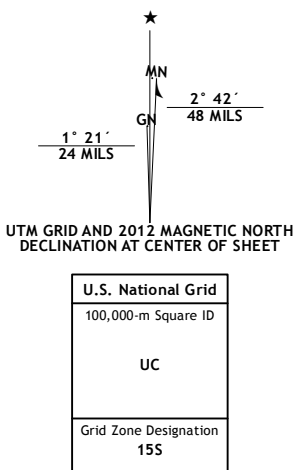 ★
MN
GN
2° 42´
48 MILS
1° 21´
24 MILS
UTM GRID AND 2012 MAGNETIC NORTH
DECLINATION AT CENTER OF SHEET
U.S. National Grid
100,000-m Square ID
UC
Grid Zone Designation
15S